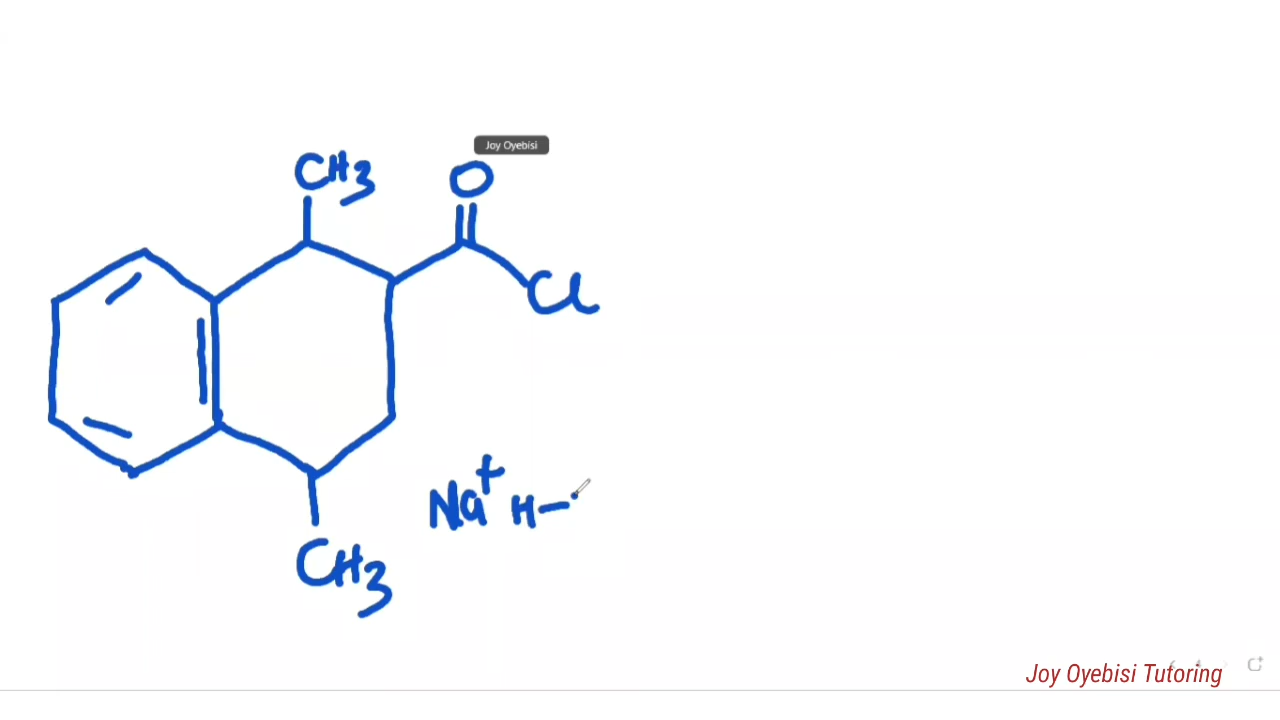 Joy Oyebisi
CH3
O
Cl
Na+ H-
CH3
Joy Oyebisi Tutoring